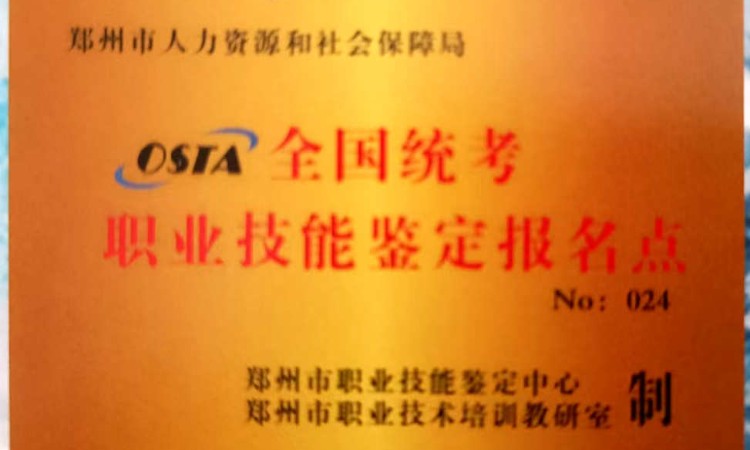 郑州市人力资源和社会保障局
OSTA 全国统考
职业技能鉴定报名点
No: 024
郑州市职业技能鉴定中心
郑州市职业技术培训教研室 制